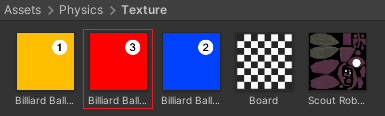 Assets > Physics > Texture
1 3 2
Billiard Ball... Billiard Ball... Billiard Ball... Board Scout Rob...